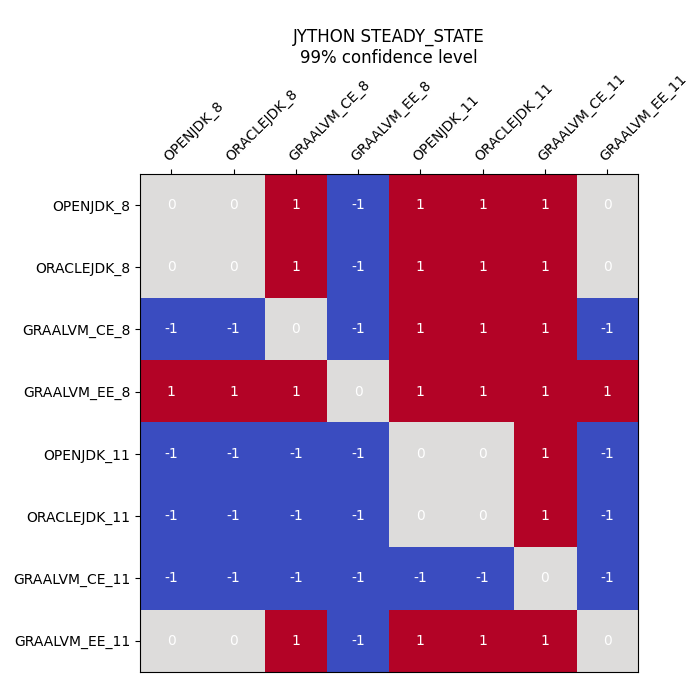 JYTHON STEADY_STATE
99% confidence level
OPENJDK_8 ORACLEJDK_8 GRAALVM_CE_8 GRAALVM_EE_8 OPENJDK_11 ORACLEJDK_11 GRAALVM_CE_11 GRAALVM_EE_11
OPENJDK_8 0 0 1 -1 1 1 1 0
ORACLEJDK_8 0 0 1 -1 1 1 1 0
GRAALVM_CE_8 -1 -1 0 -1 1 1 1 -1
GRAALVM_EE_8 1 1 1 0 1 1 1 1
OPENJDK_11 -1 -1 -1 -1 0 0 1 -1
ORACLEJDK_11 -1 -1 -1 -1 0 0 1 -1
GRAALVM_CE_11 -1 -1 -1 -1 -1 -1 0 -1
GRAALVM_EE_11 0 0 1 -1 1 1 1 0